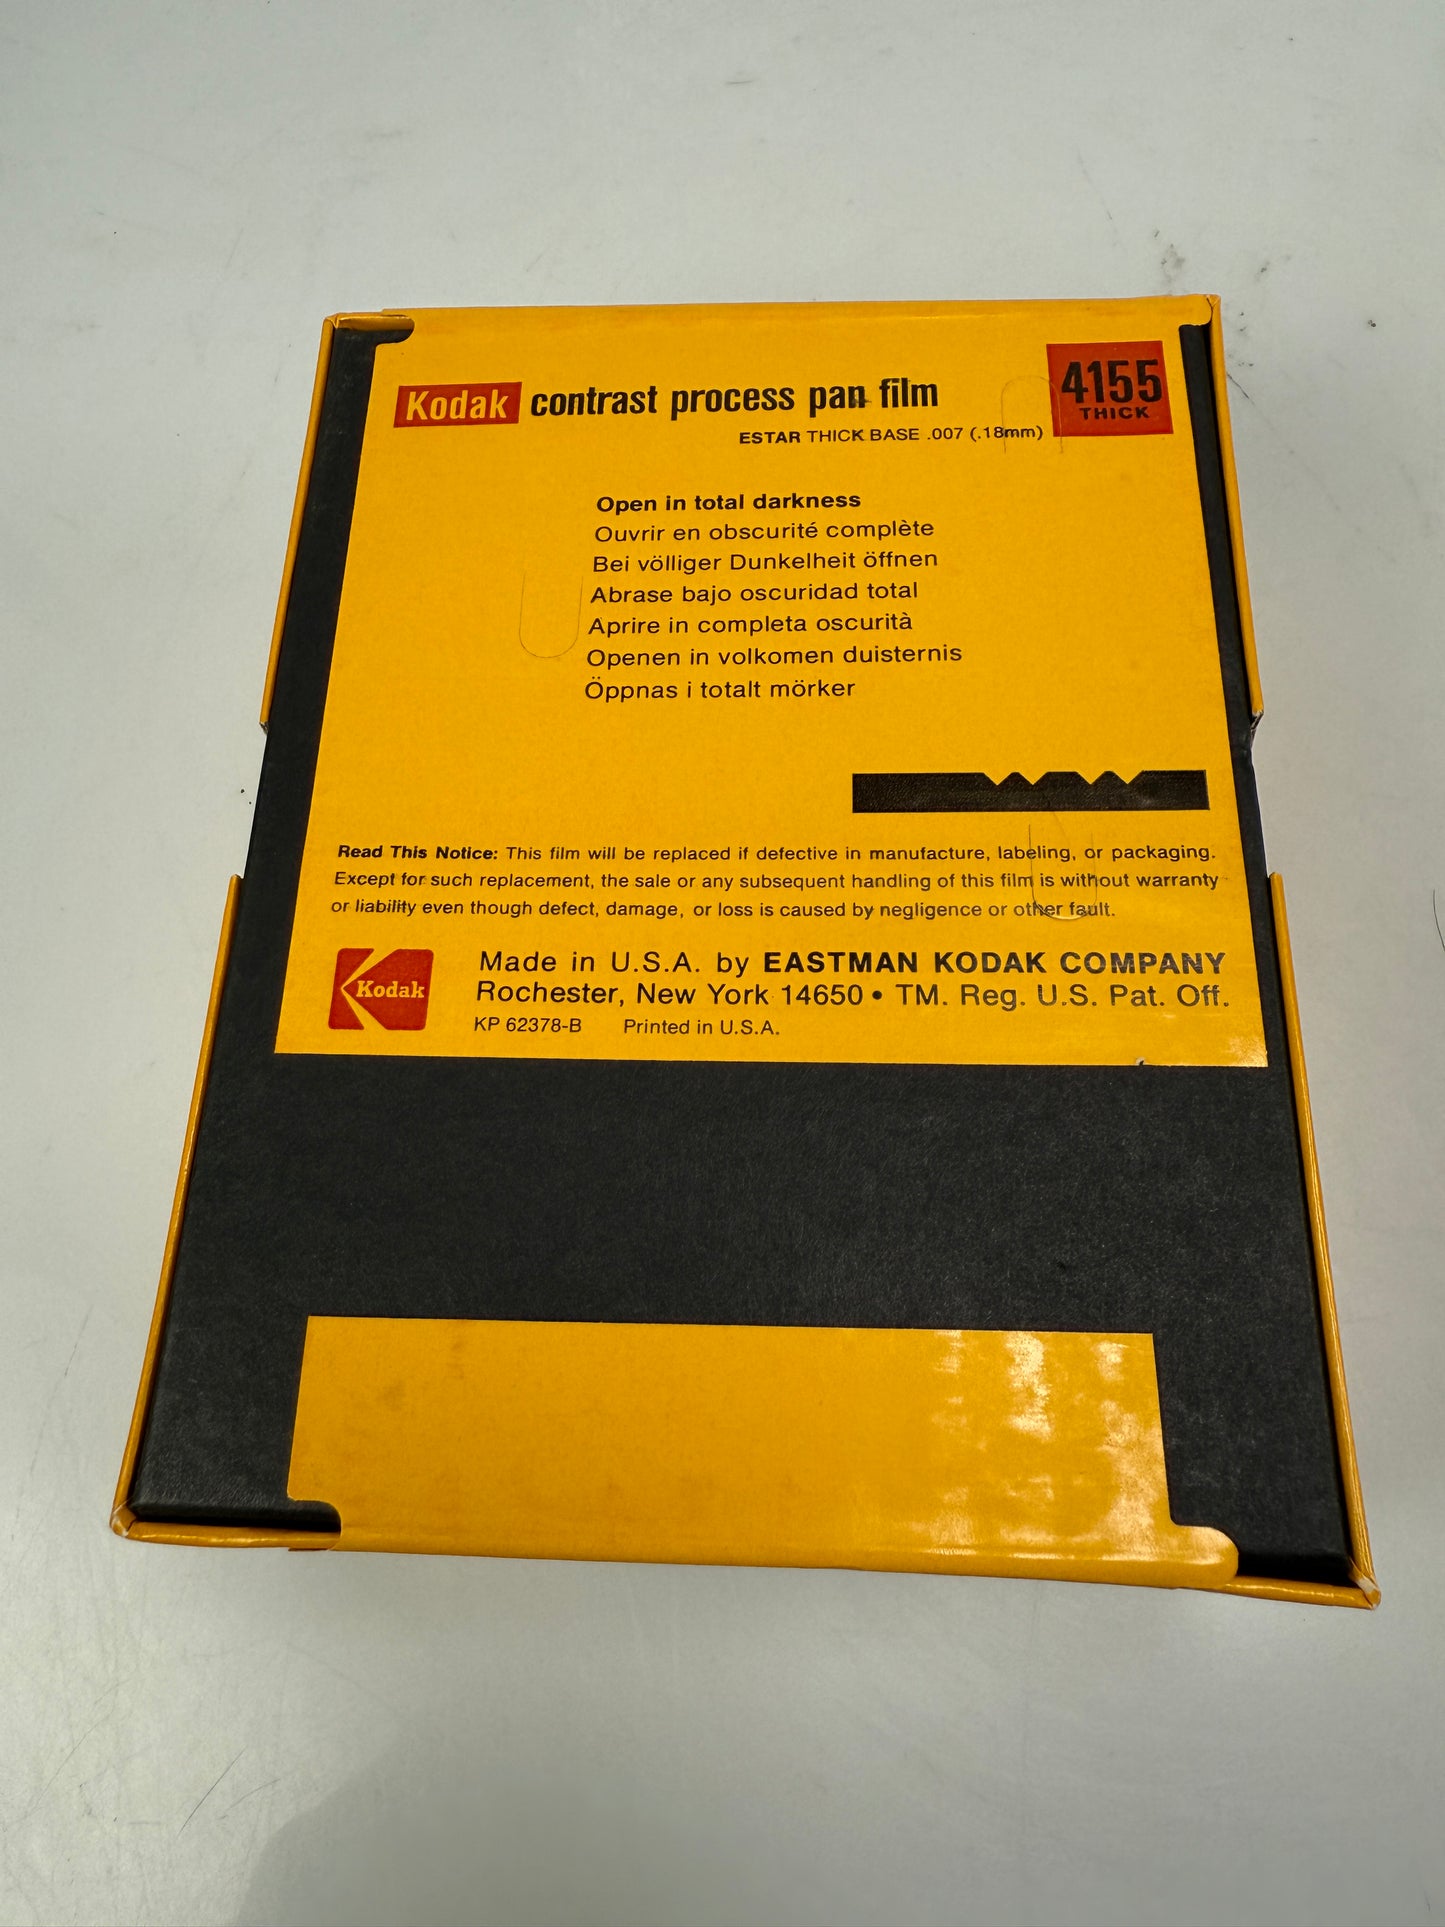 Kodak contrast process pan film
4155
THICK
ESTAR THICK BASE .007 (.18mm)
Open in total darkness
Ouvrir en obscurité complète
Bei völliger Dunkelheit öffnen
Abrase bajo oscuridad total
Aprire in completa oscurità
Openen in volkomen duisternis
Öppnas i totalt mörker
Read This Notice: This film will be replaced if defective in manufacture, labeling, or packaging.
Except for such replacement, the sale or any subsequent handling of this film is without warranty
or liability even though defect, damage, or loss is caused by negligence or other fault.
Kodak
Made in U.S.A. by EASTMAN KODAK COMPANY
Rochester, New York 14650 • TM. Reg. U.S. Pat. Off.
KP 62378-B Printed in U.S.A.